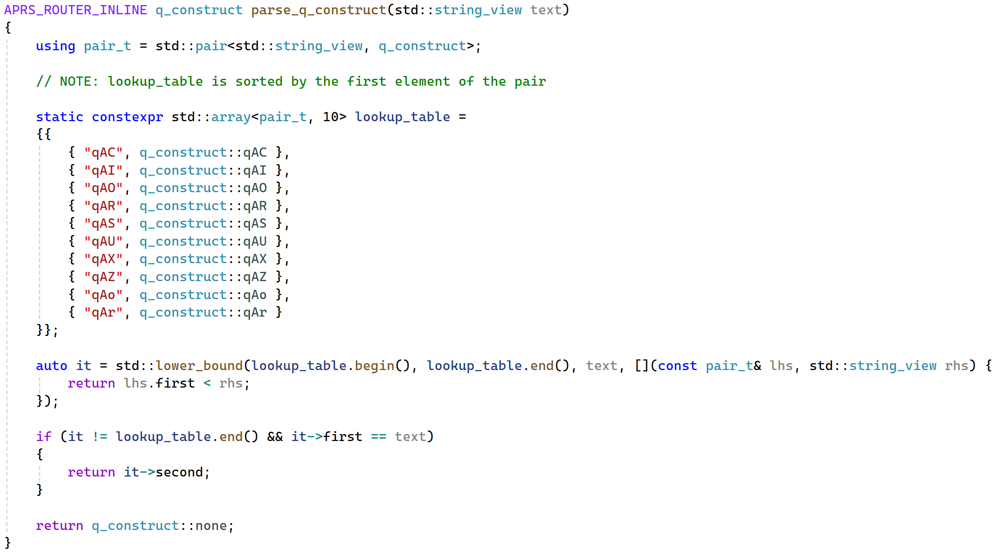 APRS_ROUTER_INLINE q_construct parse_q_construct(std::string_view text)
{
    using pair_t = std::pair<std::string_view, q_construct>;

    // NOTE: lookup_table is sorted by the first element of the pair

    static constexpr std::array<pair_t, 10> lookup_table =
    {{
        { "qAC", q_construct::qAC },
        { "qAI", q_construct::qAI },
        { "qAO", q_construct::qAO },
        { "qAR", q_construct::qAR },
        { "qAS", q_construct::qAS },
        { "qAU", q_construct::qAU },
        { "qAX", q_construct::qAX },
        { "qAZ", q_construct::qAZ },
        { "qAo", q_construct::qAo },
        { "qAr", q_construct::qAr }
    }};

    auto it = std::lower_bound(lookup_table.begin(), lookup_table.end(), text, [](const pair_t& lhs, std::string_view rhs) {
        return lhs.first < rhs;
    });

    if (it != lookup_table.end() && it->first == text)
    {
        return it->second;
    }

    return q_construct::none;
}